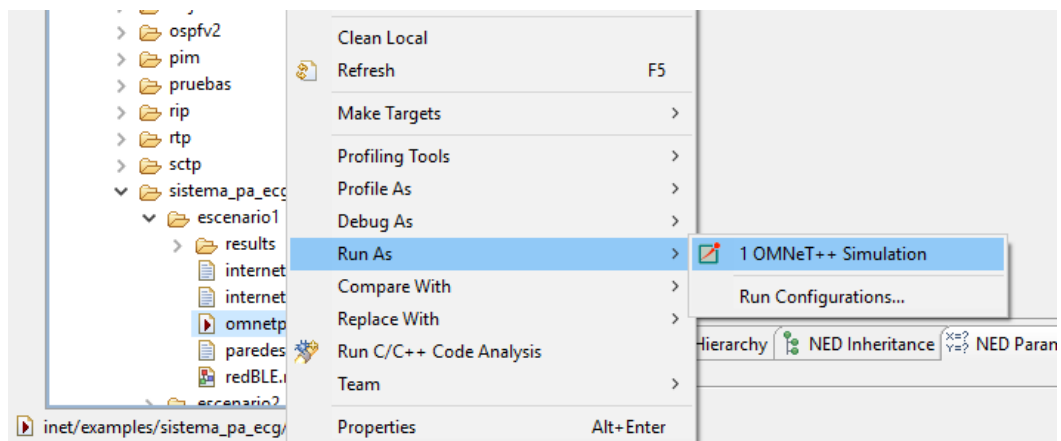 ospfv2
pim
pruebas
rip
rtp
sctp
sistema_pa_ecg
escenario1
results
internet
internet
omnetp
paredes
redBLE.
escenario2
inet/examples/sistema_pa_ecg/
Clean Local
Refresh F5
Make Targets
Profiling Tools
Profile As
Debug As
Run As
Compare With
Replace With
Run C/C++ Code Analysis
Team
Properties Alt+Enter
1 OMNeT++ Simulation
Run Configurations...
Hierarchy NED Inheritance NED Param